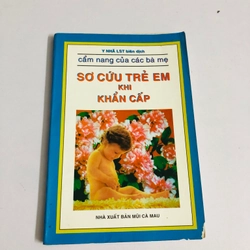 Y NHÃ LST biên dịch
cẩm nang của các bà mẹ
SƠ CỨU TRẺ EM
KHI
KHẨN CẤP
NHÀ XUẤT BẢN MŨI CÀ MAU